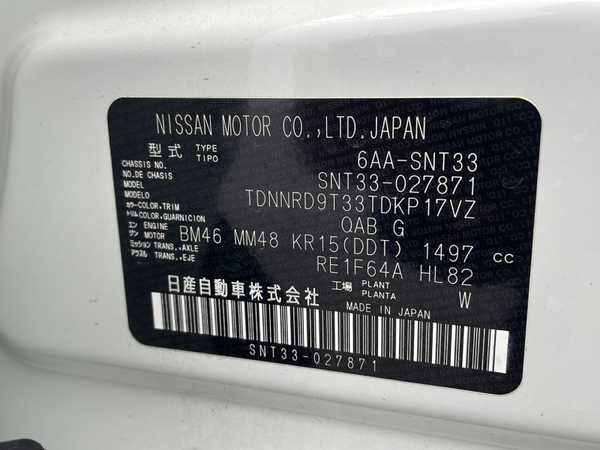 NISSAN MOTOR CO.,LTD.JAPAN
型式 TYPE TIPO 6AA-SNT33
CHASSIS NO. NO.DE CHASIS SNT33-027871
MODEL MODELO TDNNRD9T33TDKP17VZ
カラー COLOR,TRIM トリム COLOR,GUARNICION QAB G
エンジン ENGINE MOTOR BM46 MM48 KR15(DDT) 1497 cc
ミッション TRANS.,AXLE アクスル TRANS.,EJE RE1F64A HL82
工場 PLANT PLANTA W
日産自動車株式会社
MADE IN JAPAN
SNT33-027871